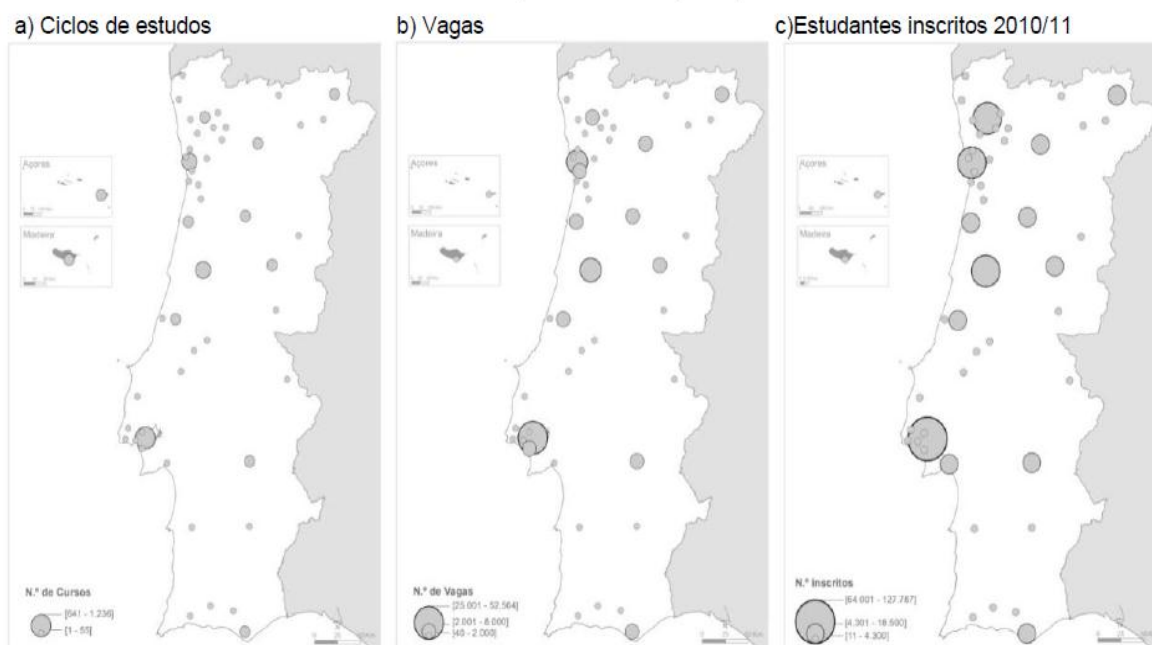 a) Ciclos de estudos
b) Vagas
c)Estudantes inscritos 2010/11
Açores
Madeira
Açores
Madeira
Açores
Madeira
N.º de Cursos
[641 - 1.236]
[1 - 55]
N.º de Vagas
[25.001 - 52.564]
[2.001 - 6.000]
[40 - 2.000]
N.º Inscritos
[64.001 - 127.787]
[4.301 - 18.500]
[11 - 4.300]